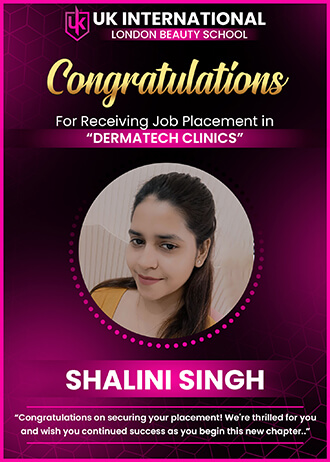 UK UK INTERNATIONAL
LONDON BEAUTY SCHOOL
Congratulations
For Receiving Job Placement in
“DERMATECH CLINICS”
SHALINI SINGH
“Congratulations on securing your placement! We're thrilled for you
and wish you continued success as you begin this new chapter..”